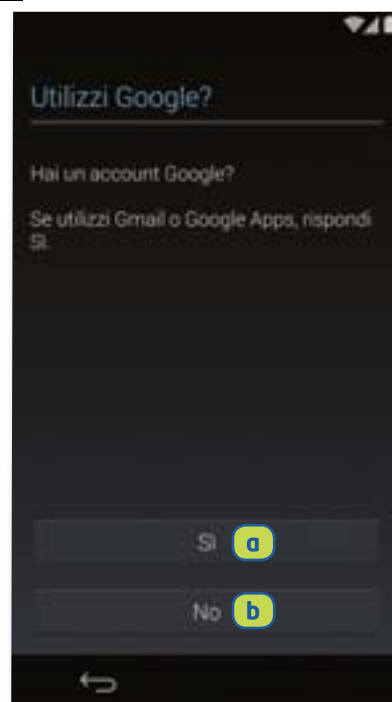 Utilizzi Google?
Hai un account Google?
Se utilizzi Gmail o Google Apps, rispondi
Sì.
Sì a
No b